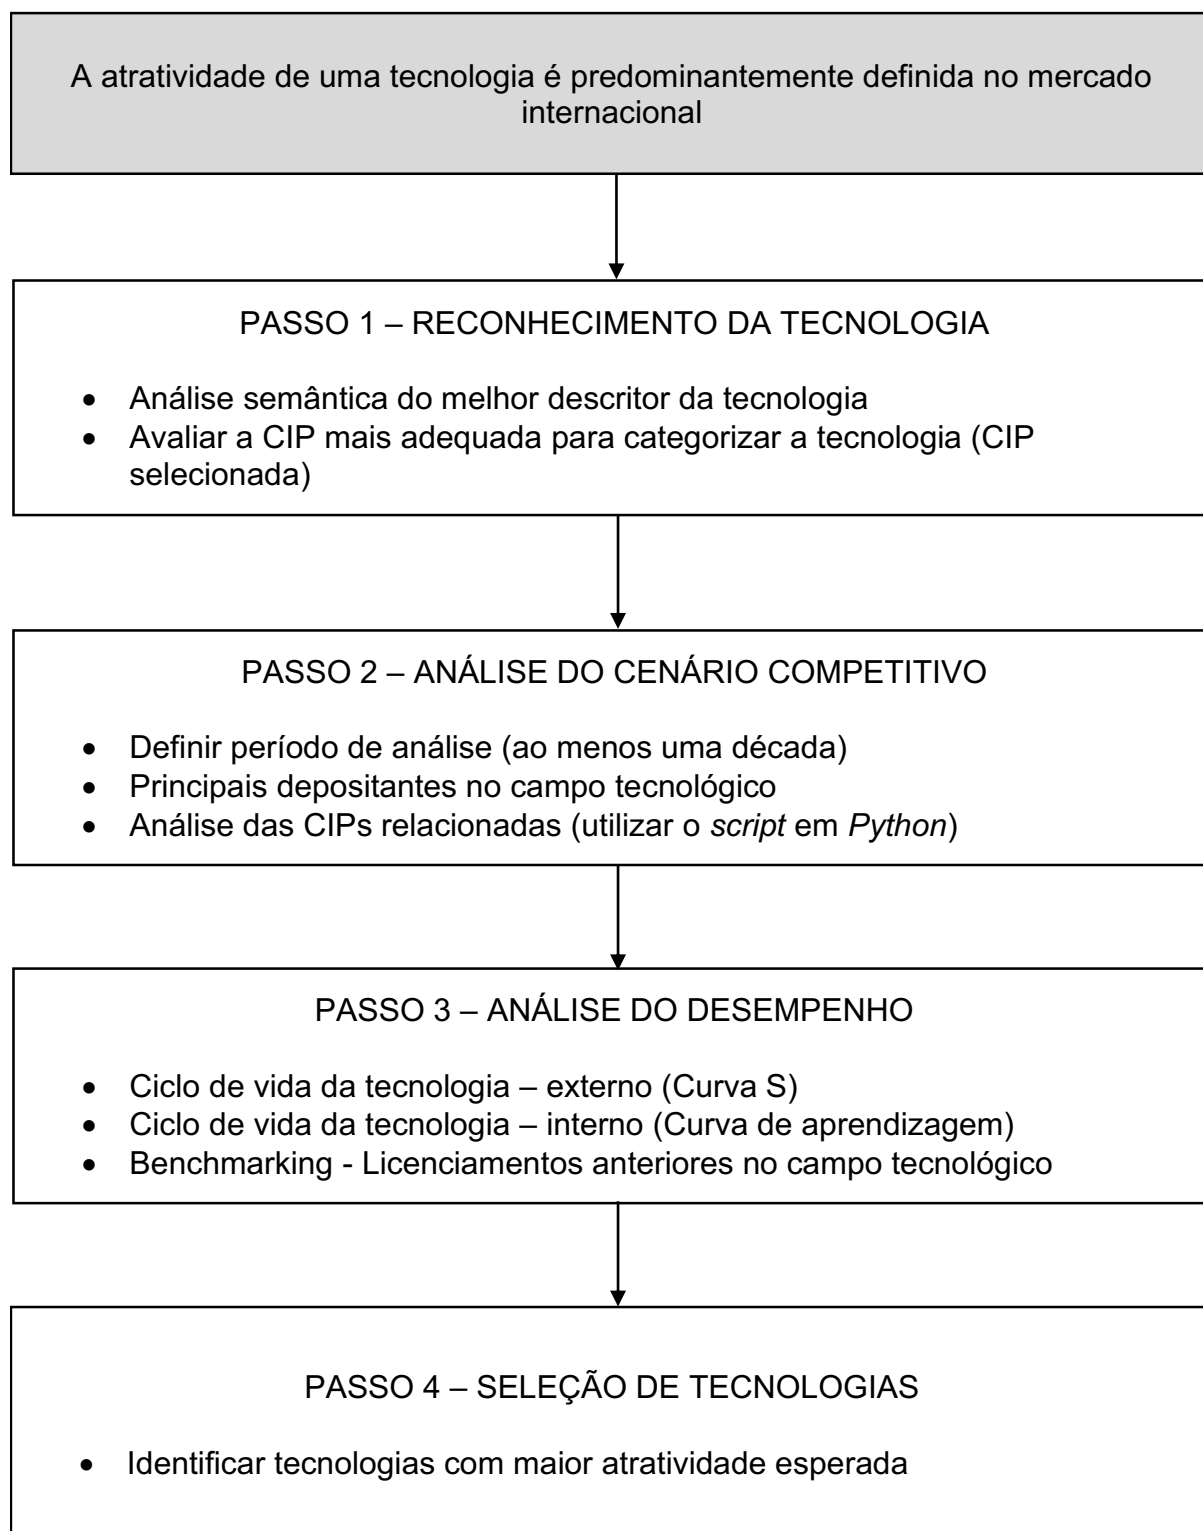 A atratividade de uma tecnologia é predominantemente definida no mercado
internacional
PASSO 1 – RECONHECIMENTO DA TECNOLOGIA
• Análise semântica do melhor descritor da tecnologia
• Avaliar a CIP mais adequada para categorizar a tecnologia (CIP
selecionada)
PASSO 2 – ANÁLISE DO CENÁRIO COMPETITIVO
• Definir período de análise (ao menos uma década)
• Principais depositantes no campo tecnológico
• Análise das CIPs relacionadas (utilizar o script em Python)
PASSO 3 – ANÁLISE DO DESEMPENHO
• Ciclo de vida da tecnologia – externo (Curva S)
• Ciclo de vida da tecnologia – interno (Curva de aprendizagem)
• Benchmarking - Licenciamentos anteriores no campo tecnológico
PASSO 4 – SELEÇÃO DE TECNOLOGIAS
• Identificar tecnologias com maior atratividade esperada